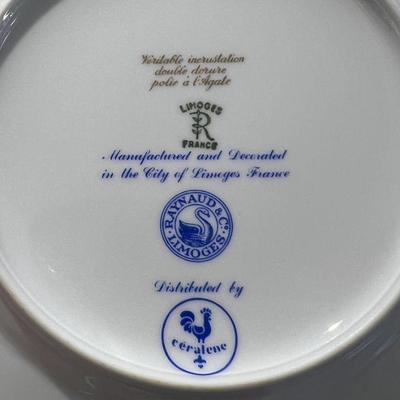 Véritable incrustation
double dorure
polie à l'Agate
LIMOGES
R
FRANCE
Manufactured and Decorated
in the City of Limoges France
RAYNAUD & Co.
LIMOGES
Distributed by
céralene